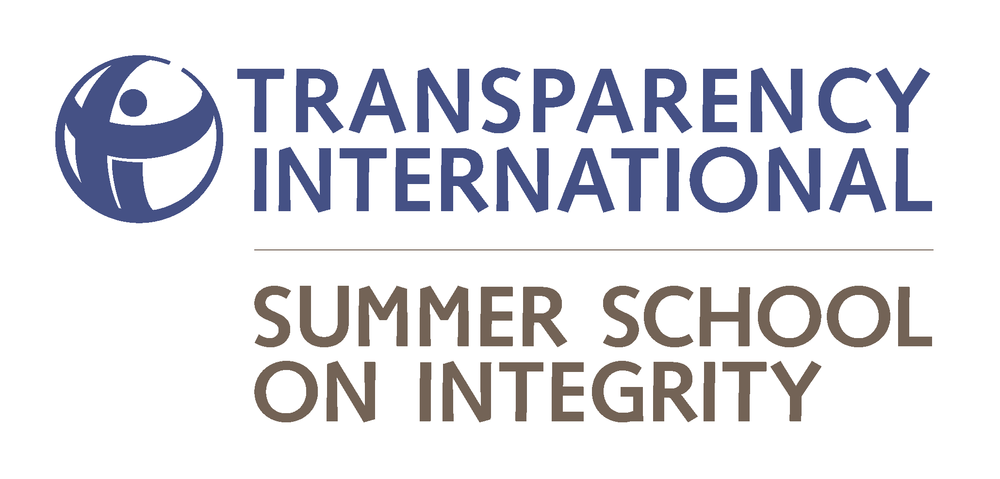 TRANSPARENCY
INTERNATIONAL
SUMMER SCHOOL
ON INTEGRITY